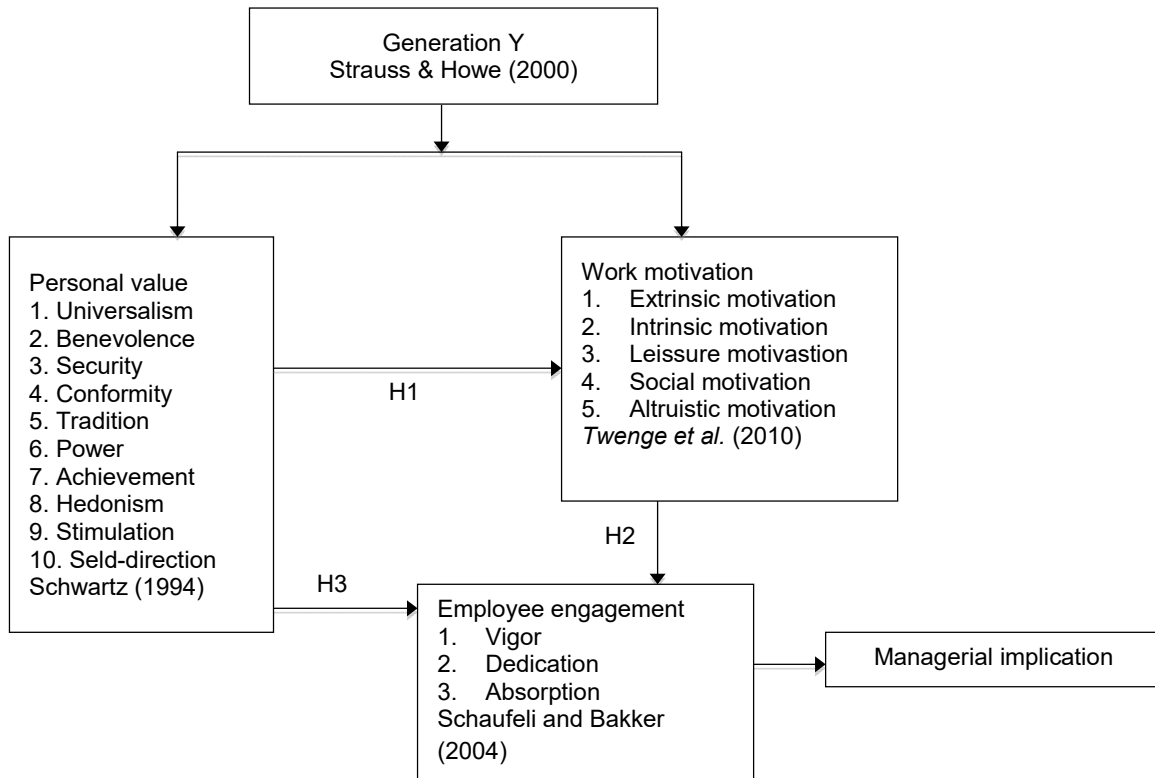 Generation Y
Strauss & Howe (2000)
Personal value
1. Universalism
2. Benevolence
3. Security
4. Conformity
5. Tradition
6. Power
7. Achievement
8. Hedonism
9. Stimulation
10. Seld-direction
Schwartz (1994)
H1
Work motivation
1. Extrinsic motivation
2. Intrinsic motivation
3. Leissure motivastion
4. Social motivation
5. Altruistic motivation
Twenge et al. (2010)
H2
H3
Employee engagement
1. Vigor
2. Dedication
3. Absorption
Schaufeli and Bakker
(2004)
Managerial implication